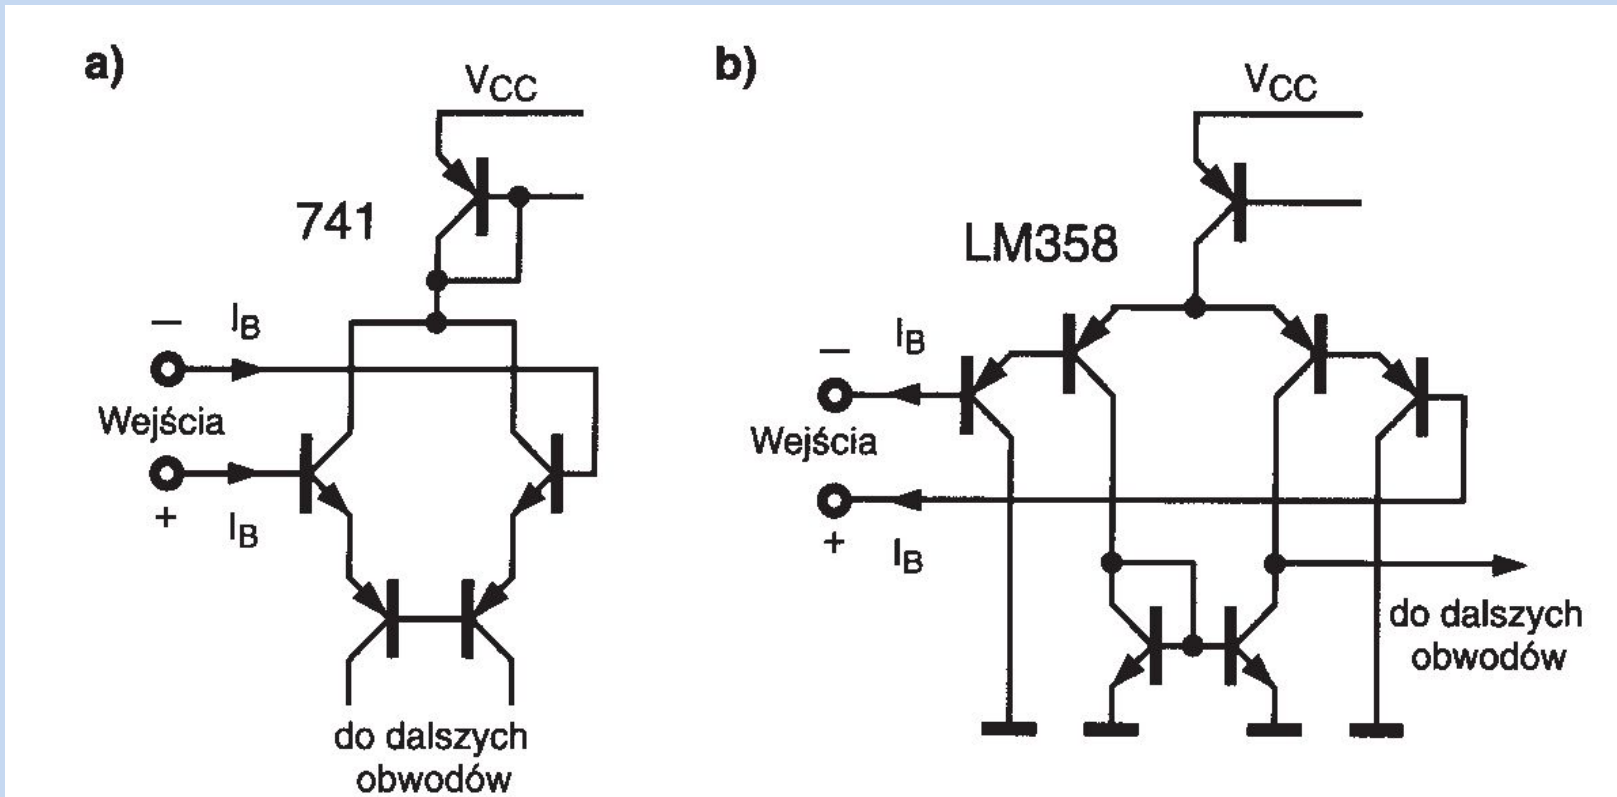 a)
VCC
741
–
IB
Wejścia
+
IB
do dalszych
obwodów
b)
VCC
LM358
–
IB
Wejścia
+
IB
do dalszych
obwodów